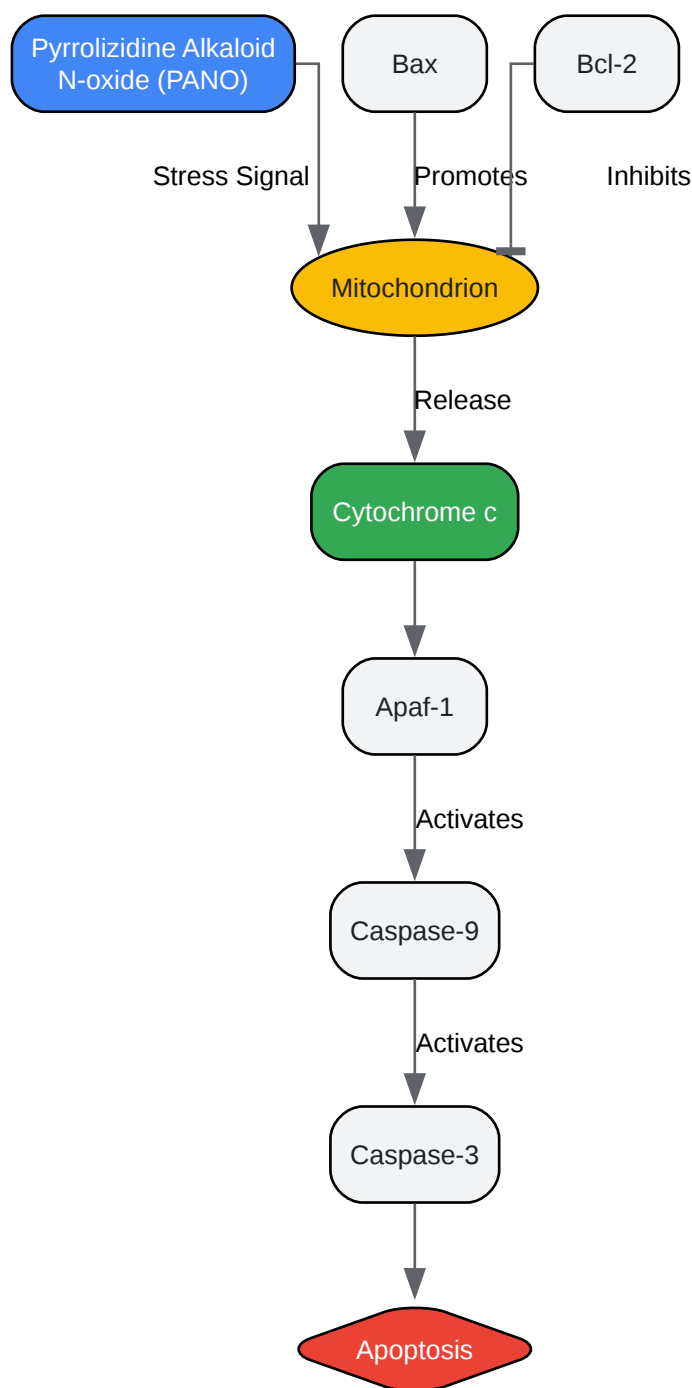 Pyrrolizidine Alkaloid
N-oxide (PANO)
Bax
Bcl-2
Stress Signal
Promotes
Inhibits
Mitochondrion
Release
Cytochrome c
Apaf-1
Activates
Caspase-9
Activates
Caspase-3
Apoptosis